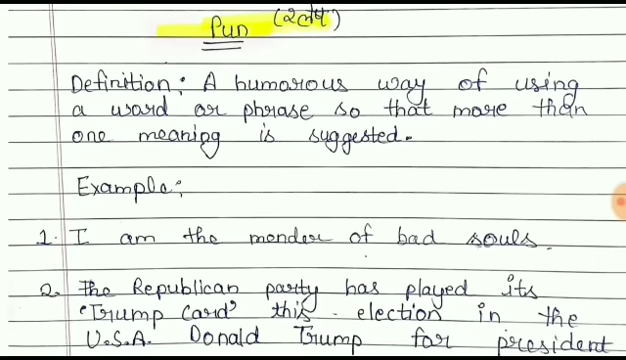 Pun (श्लेष)
Definition: A humorous way of using
a word or phrase so that more than
one meaning is suggested.
Example:
1. I am the mender of bad souls.
2. The Republican party has played its
'Trump Card' this election in the
U.S.A. Donald Trump for president